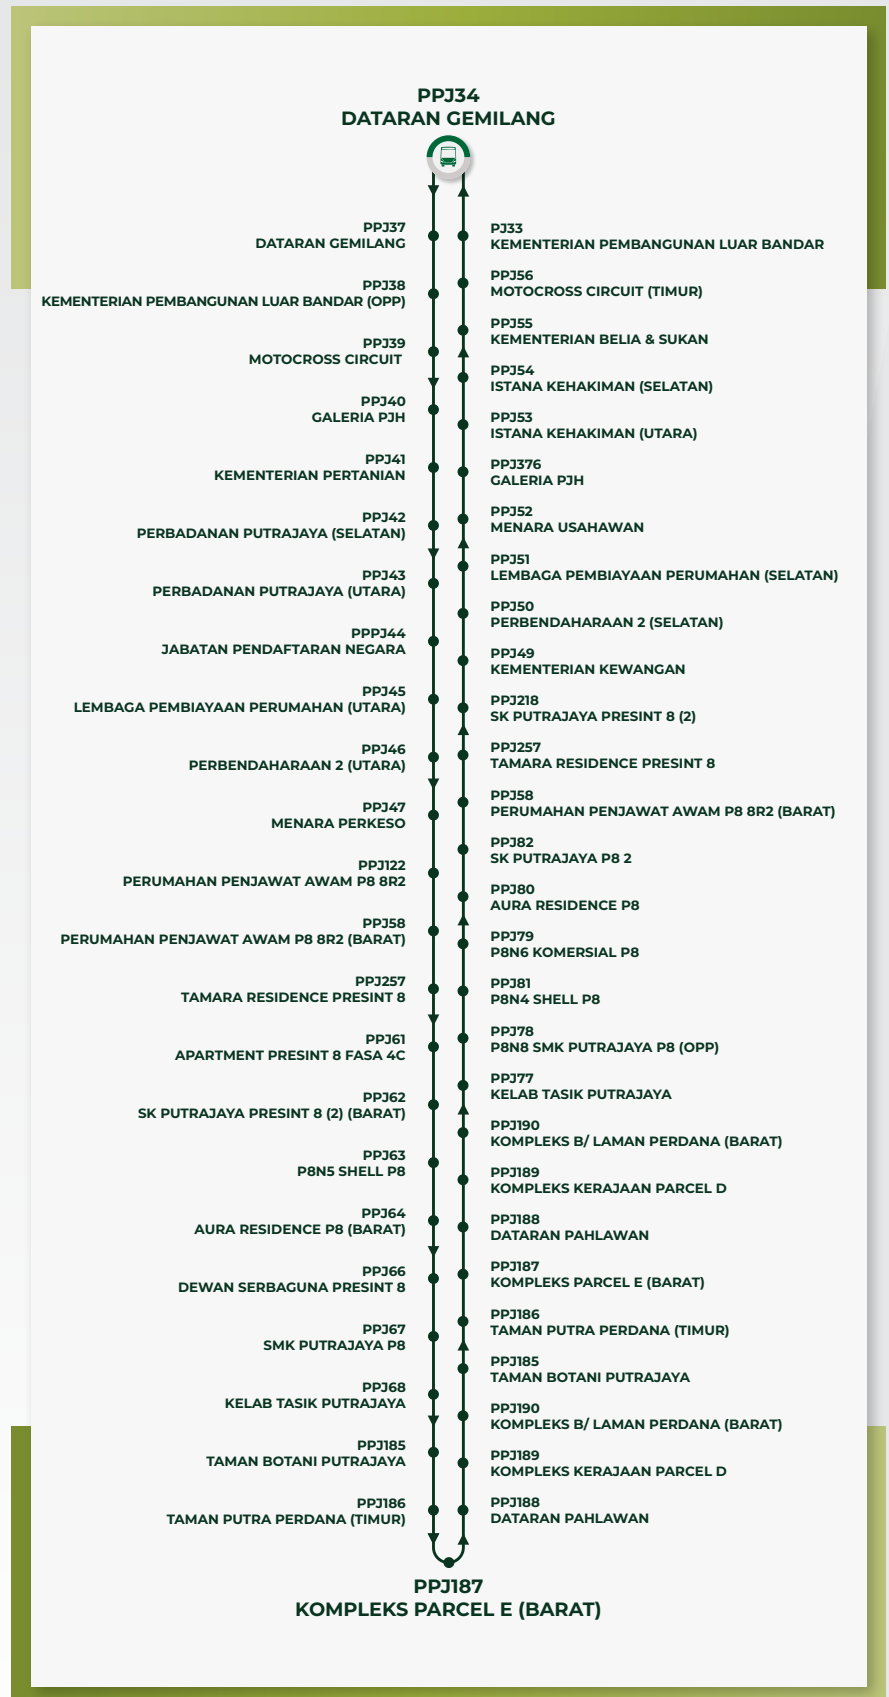 PPJ34
DATARAN GEMILANG
PPJ37
DATARAN GEMILANG
PPJ38
KEMENTERIAN PEMBANGUNAN LUAR BANDAR (OPP)
PPJ39
MOTOCROSS CIRCUIT
PPJ40
GALERIA PJH
PPJ41
KEMENTERIAN PERTANIAN
PPJ42
PERBADANAN PUTRAJAYA (SELATAN)
PPJ43
PERBADANAN PUTRAJAYA (UTARA)
PPPJ44
JABATAN PENDAFTARAN NEGARA
PPJ45
LEMBAGA PEMBIAYAAN PERUMAHAN (UTARA)
PPJ46
PERBENDAHARAAN 2 (UTARA)
PPJ47
MENARA PERKESO
PPJ122
PERUMAHAN PENJAWAT AWAM P8 8R2
PPJ58
PERUMAHAN PENJAWAT AWAM P8 8R2 (BARAT)
PPJ257
TAMARA RESIDENCE PRESINT 8
PPJ61
APARTMENT PRESINT 8 FASA 4C
PPJ62
SK PUTRAJAYA PRESINT 8 (2) (BARAT)
PPJ63
P8N5 SHELL P8
PPJ64
AURA RESIDENCE P8 (BARAT)
PPJ66
DEWAN SERBAGUNA PRESINT 8
PPJ67
SMK PUTRAJAYA P8
PPJ68
KELAB TASIK PUTRAJAYA
PPJ185
TAMAN BOTANI PUTRAJAYA
PPJ186
TAMAN PUTRA PERDANA (TIMUR)
PJ33
KEMENTERIAN PEMBANGUNAN LUAR BANDAR
PPJ56
MOTOCROSS CIRCUIT (TIMUR)
PPJ55
KEMENTERIAN BELIA & SUKAN
PPJ54
ISTANA KEHAKIMAN (SELATAN)
PPJ53
ISTANA KEHAKIMAN (UTARA)
PPJ376
GALERIA PJH
PPJ52
MENARA USAHAWAN
PPJ51
LEMBAGA PEMBIAYAAN PERUMAHAN (SELATAN)
PPJ50
PERBENDAHARAAN 2 (SELATAN)
PPJ49
KEMENTERIAN KEWANGAN
PPJ218
SK PUTRAJAYA PRESINT 8 (2)
PPJ257
TAMARA RESIDENCE PRESINT 8
PPJ58
PERUMAHAN PENJAWAT AWAM P8 8R2 (BARAT)
PPJ82
SK PUTRAJAYA P8 2
PPJ80
AURA RESIDENCE P8
PPJ79
P8N6 KOMERSIAL P8
PPJ81
P8N4 SHELL P8
PPJ78
P8N8 SMK PUTRAJAYA P8 (OPP)
PPJ77
KELAB TASIK PUTRAJAYA
PPJ190
KOMPLEKS B/ LAMAN PERDANA (BARAT)
PPJ189
KOMPLEKS KERAJAAN PARCEL D
PPJ188
DATARAN PAHLAWAN
PPJ187
KOMPLEKS PARCEL E (BARAT)
PPJ186
TAMAN PUTRA PERDANA (TIMUR)
PPJ185
TAMAN BOTANI PUTRAJAYA
PPJ190
KOMPLEKS B/ LAMAN PERDANA (BARAT)
PPJ189
KOMPLEKS KERAJAAN PARCEL D
PPJ188
DATARAN PAHLAWAN
PPJ187
KOMPLEKS PARCEL E (BARAT)